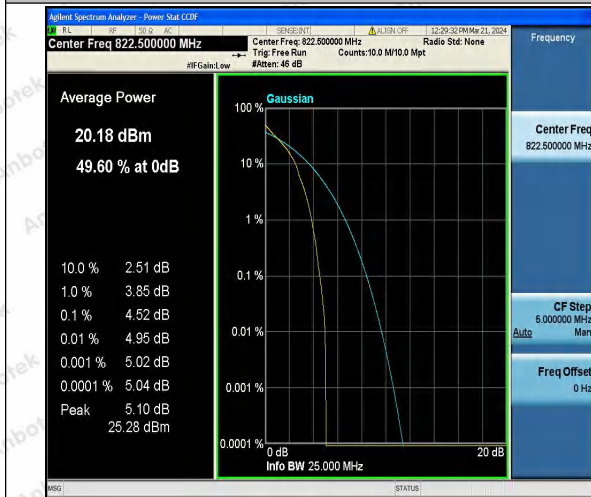 Agilent Spectrum Analyzer - Power Stat CCDF
RL RF 50 Ω AC SENSE:INT ALIGN OFF 12:29:32 PM Mar 21, 2024
Center Freq 822.500000 MHz
Center Freq: 822.500000 MHz Radio Std: None
Trig: Free Run Counts:10.0 M/10.0 Mpt
#IFGain:Low #Atten: 46 dB
Frequency
Average Power
20.18 dBm
49.60 % at 0dB
10.0 % 2.51 dB
1.0 % 3.85 dB
0.1 % 4.52 dB
0.01 % 4.95 dB
0.001 % 5.02 dB
0.0001 % 5.04 dB
Peak 5.10 dB
25.28 dBm
Gaussian
100 %
10 %
1 %
0.1 %
0.01 %
0.001 %
0.0001 %
0 dB 20 dB
Info BW 25.000 MHz
Center Freq
822.500000 MHz
CF Step
5.000000 MHz
Auto Man
Freq Offset
0 Hz
MSG STATUS